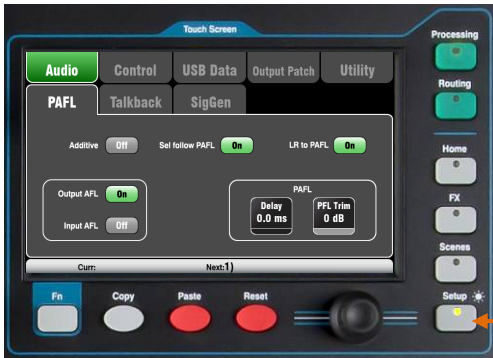 Touch Screen
Processing
Audio Control USB Data Output Patch Utility
Routing
PAFL Talkback SigGen
Additive Off Sel follow PAFL On LR to PAFL On
Home
Output AFL On
PAFL
FX
Delay PFL Trim
0.0 ms 0 dB
Input AFL Off
Scenes
Curr: Next:1)
Fn Copy Paste Reset Setup